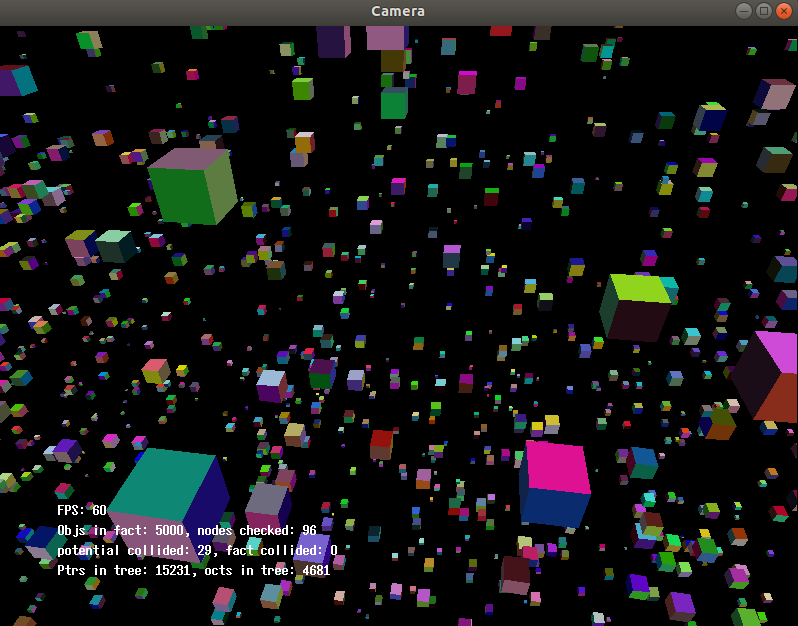 Camera
FPS: 60
Objs in fact: 5000, nodes checked: 96
potential collided: 29, fact collided: 0
Ptrs in tree: 15231, octs in tree: 4681